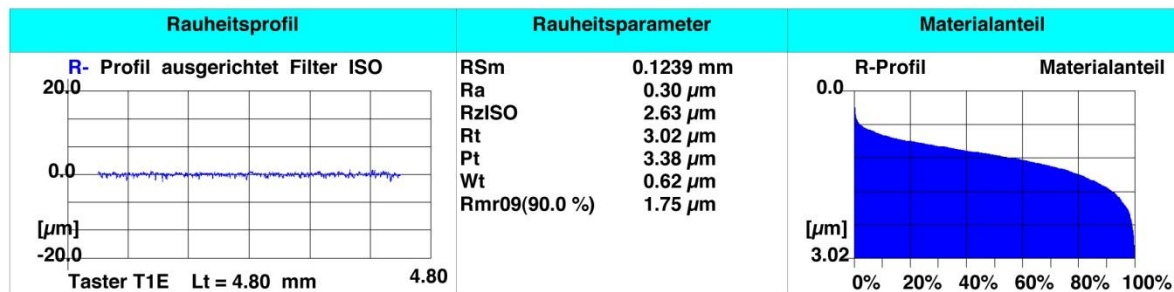 Rauheitsprofil
R- Profil ausgerichtet Filter ISO
20.0
0.0
[µm]
-20.0
Taster T1E Lt = 4.80 mm 4.80
Rauheitsparameter
RSm 0.1239 mm
Ra 0.30 µm
RzISO 2.63 µm
Rt 3.02 µm
Pt 3.38 µm
Wt 0.62 µm
Rmr09(90.0 %) 1.75 µm
Materialanteil
R-Profil Materialanteil
0.0
[µm]
3.02
0% 20% 40% 60% 80% 100%